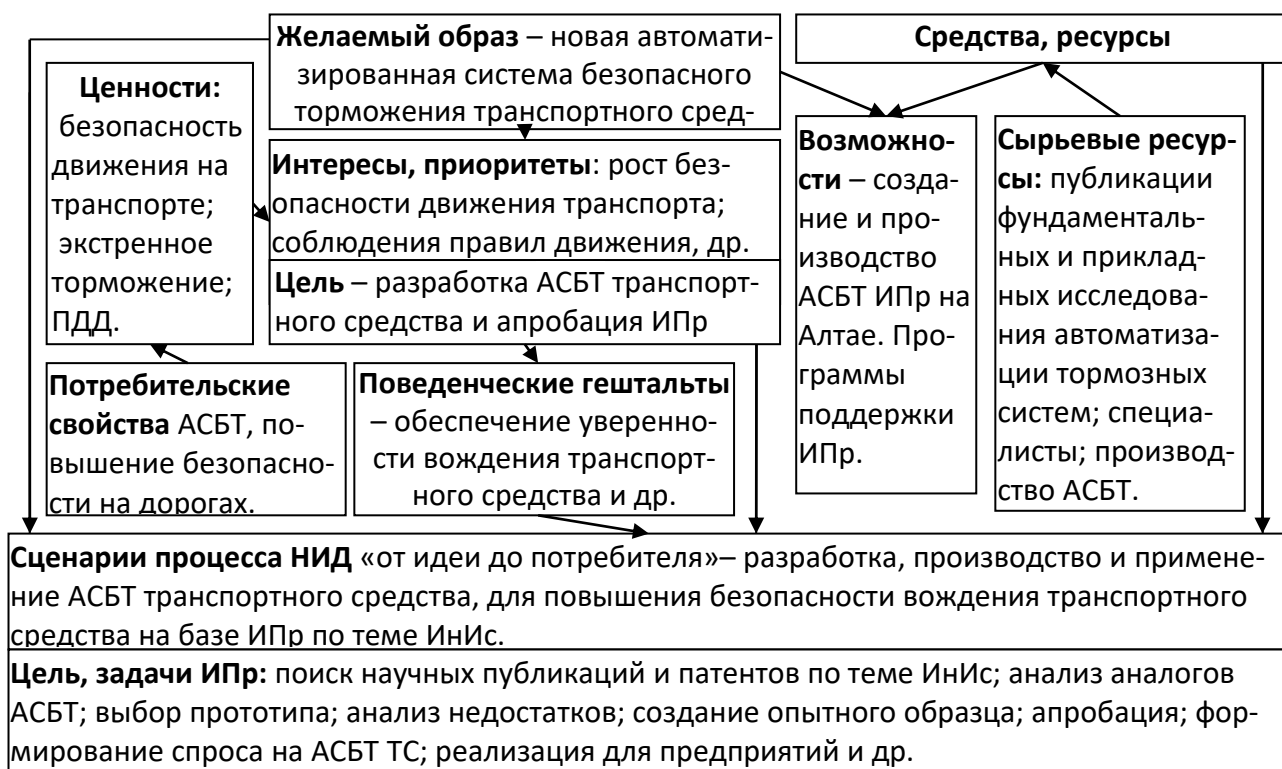 Желаемый образ – новая автомати-
зированная система безопасного
торможения транспортного сред-
Средства, ресурсы
Ценности:
безопасность
движения на
транспорте;
экстренное
торможение;
ПДД.
Интересы, приоритеты: рост без-
опасности движения транспорта;
соблюдения правил движения, др.
Цель – разработка АСБТ транспорт-
ного средства и апробация ИПр
Возможно-
сти – созда-
ние и про-
изводство
АСБТ ИПр на
Алтае. Про-
граммы
поддержки
ИПр.
Сырьевые ресур-
сы: публикации
фундаменталь-
ных и приклад-
ных исследова-
ния автоматиза-
ции тормозных
систем; специа-
листы; производ-
ство АСБТ.
Потребительские
свойства АСБТ, по-
вышение безопасно-
сти на дорогах.
Поведенческие гештальты
– обеспечение уверенно-
сти вождения транспорт-
ного средства и др.
Сценарии процесса НИД «от идеи до потребителя»– разработка, производство и примене-
ние АСБТ транспортного средства, для повышения безопасности вождения транспортного
средства на базе ИПр по теме ИнИс.
Цель, задачи ИПр: поиск научных публикаций и патентов по теме ИнИс; анализ аналогов
АСБТ; выбор прототипа; анализ недостатков; создание опытного образца; апробация; фор-
мирование спроса на АСБТ ТС; реализация для предприятий и др.